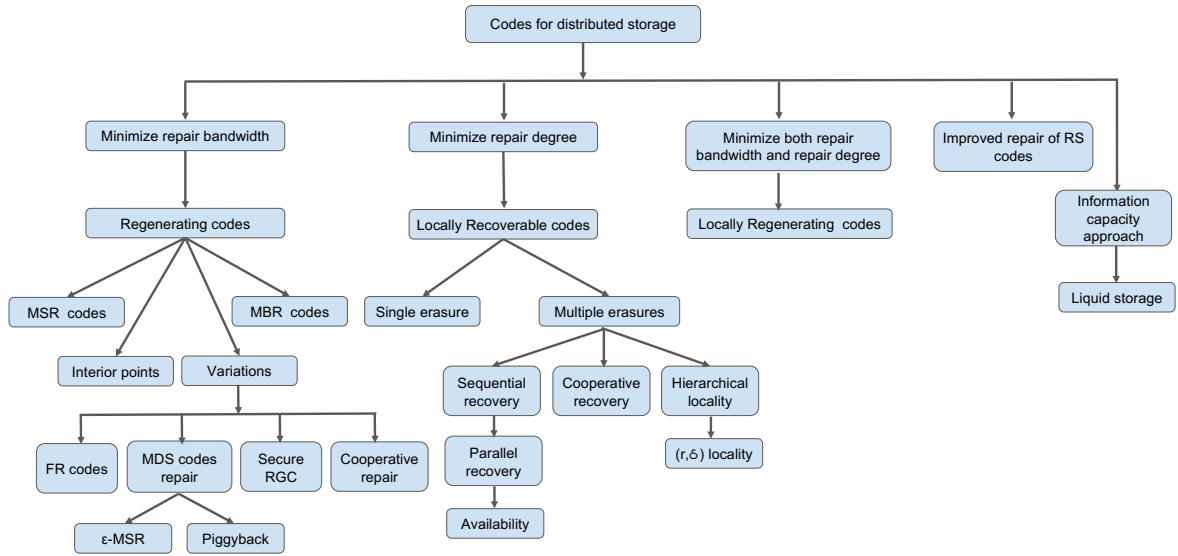 Codes for distributed storage
Minimize repair bandwidth
Minimize repair degree
Minimize both repair
bandwidth and repair degree
Improved repair of RS
codes
Information
capacity
approach
Regenerating codes
Locally Recoverable codes
Locally Regenerating codes
Liquid storage
MSR codes
MBR codes
Single erasure
Multiple erasures
Interior points
Variations
Sequential
recovery
Cooperative
recovery
Hierarchical
locality
FR codes
MDS codes
repair
Secure
RGC
Cooperative
repair
Parallel
recovery
(r,δ) locality
ε-MSR
Piggyback
Availability